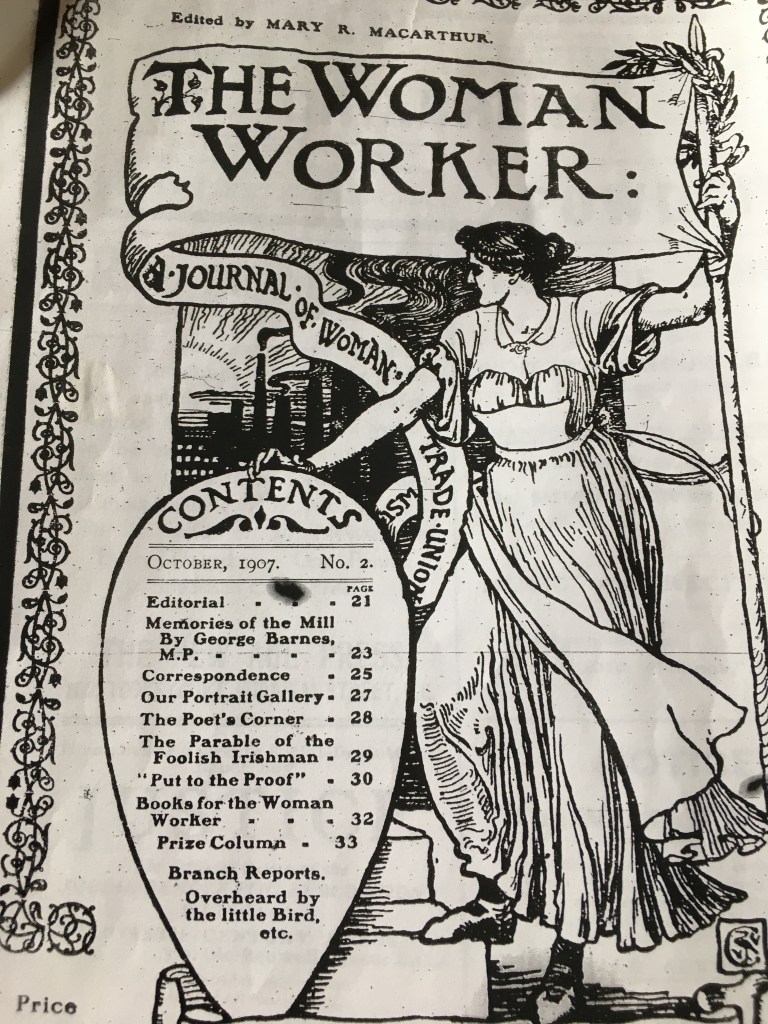 Edited by MARY R. MACARTHUR.
THE WOMAN
WORKER:
A · JOURNAL · OF · WOMAN ·
TRADE · UNION
ISM
CONTENTS
OCTOBER, 1907. No. 2.
PAGE
Editorial - - - 21
Memories of the Mill
By George Barnes,
M.P. - - - - 23
Correspondence - 25
Our Portrait Gallery - 27
The Poet's Corner - 28
The Parable of the
Foolish Irishman - 29
"Put to the Proof" - 30
Books for the Woman
Worker - - - 32
Prize Column - 33
Branch Reports.
Overheard by
the little Bird,
etc.
Price